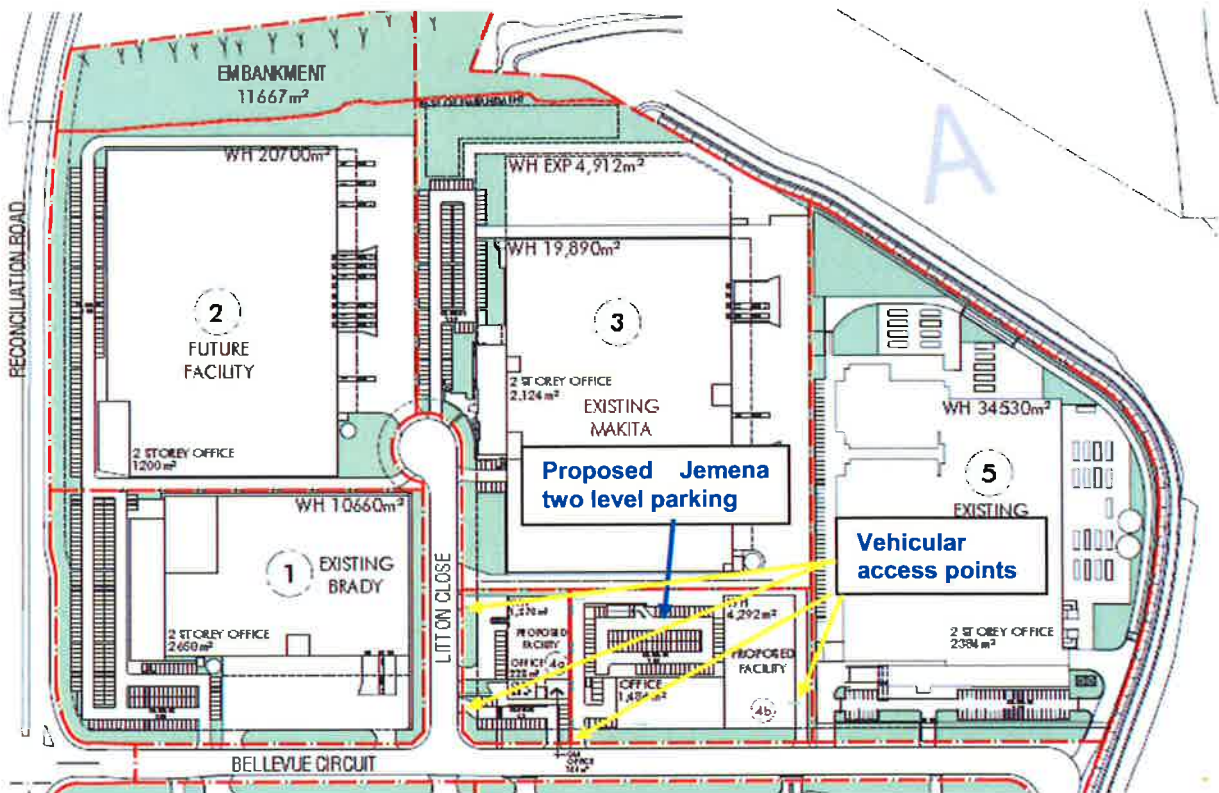 EMBANKMENT
11667m²
A
RECONCILIATION ROAD
WH 20700m²
2
FUTURE
FACILITY
2 STOREY OFFICE
1200m²
WH EXP 4,912m²
WH 19,890m²
3
2 STOREY OFFICE
2,124m²
EXISTING
MAKITA
Proposed Jemena
two level parking
WH 34530m²
5
EXISTING
Vehicular
access points
2 STOREY OFFICE
2384m²
WH 10660m²
1
EXISTING
BRADY
2 STOREY OFFICE
2650m²
LITTON CLOSE
PROPOSED
FACILITY
4a
OFFICE
WH
4,292m²
PROPOSED
FACILITY
4b
OFFICE
BELLEVUE CIRCUIT
OFFICE